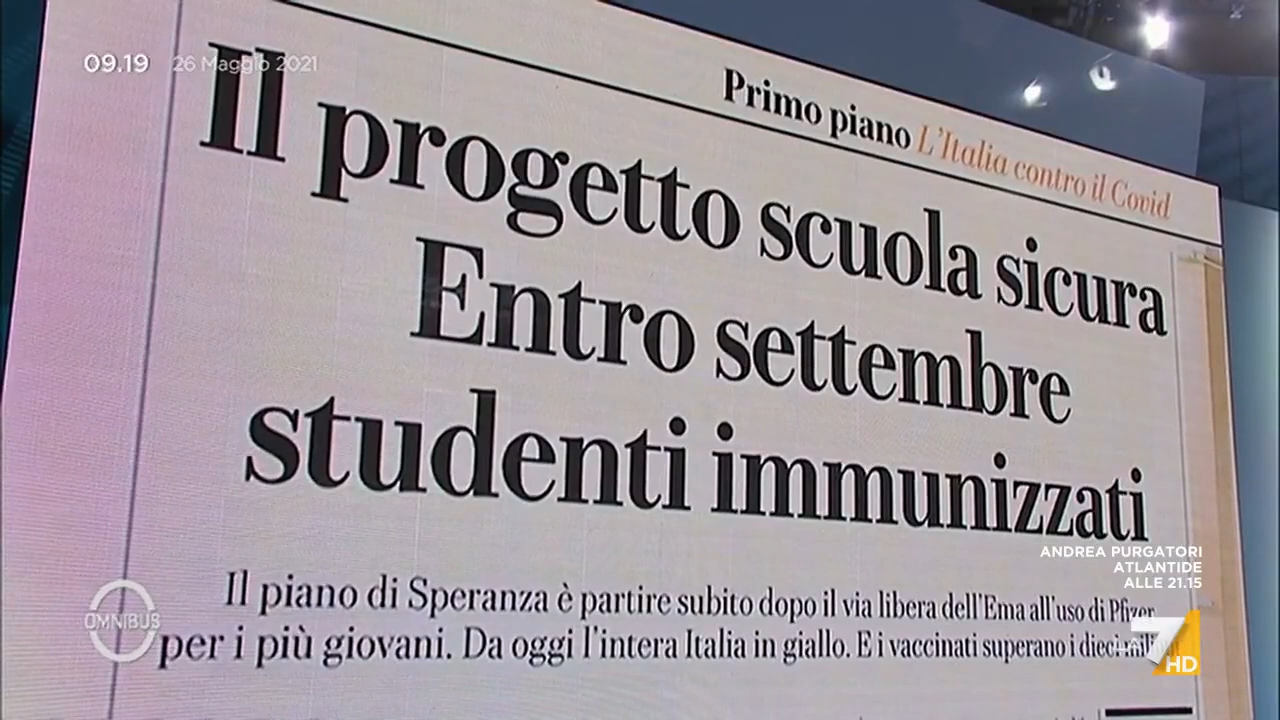 09.19 26 Maggio 2021
Primo piano L'Italia contro il Covid
Il progetto scuola sicura
Entro settembre
studenti immunizzati
Il piano di Speranza è partire subito dopo il via libera dell'Ema all'uso di Pfizer
per i più giovani. Da oggi l'intera Italia in giallo. E i vaccinati superano i dieci
ANDREA PURGATORI
ATLANTIDE
ALLE 21.15
OMNIBUS
7 HD